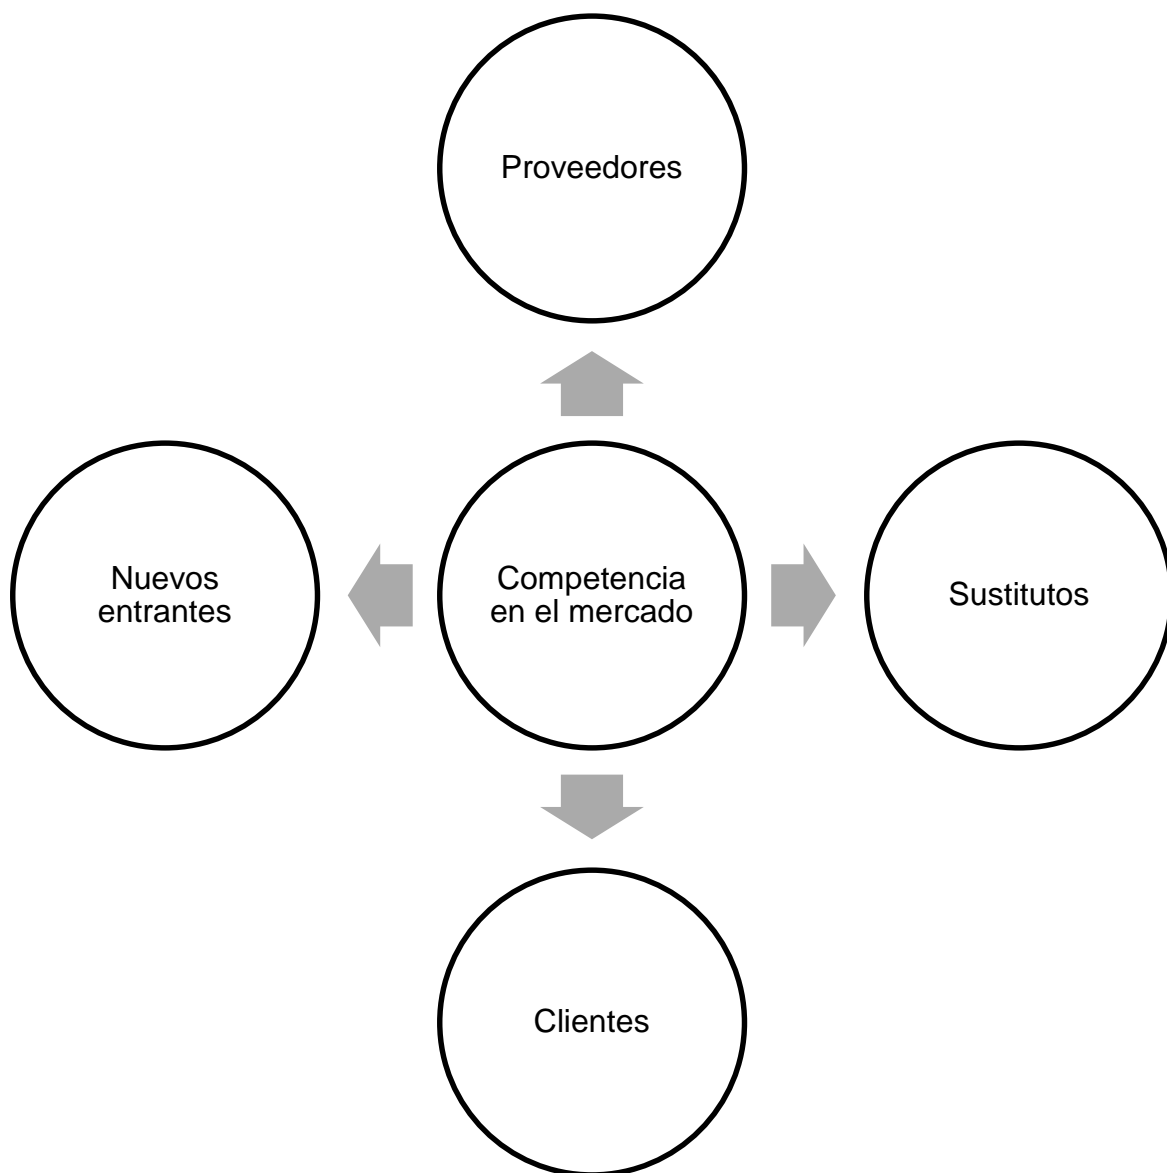 Proveedores
Nuevos
entrantes
Competencia
en el mercado
Sustitutos
Clientes